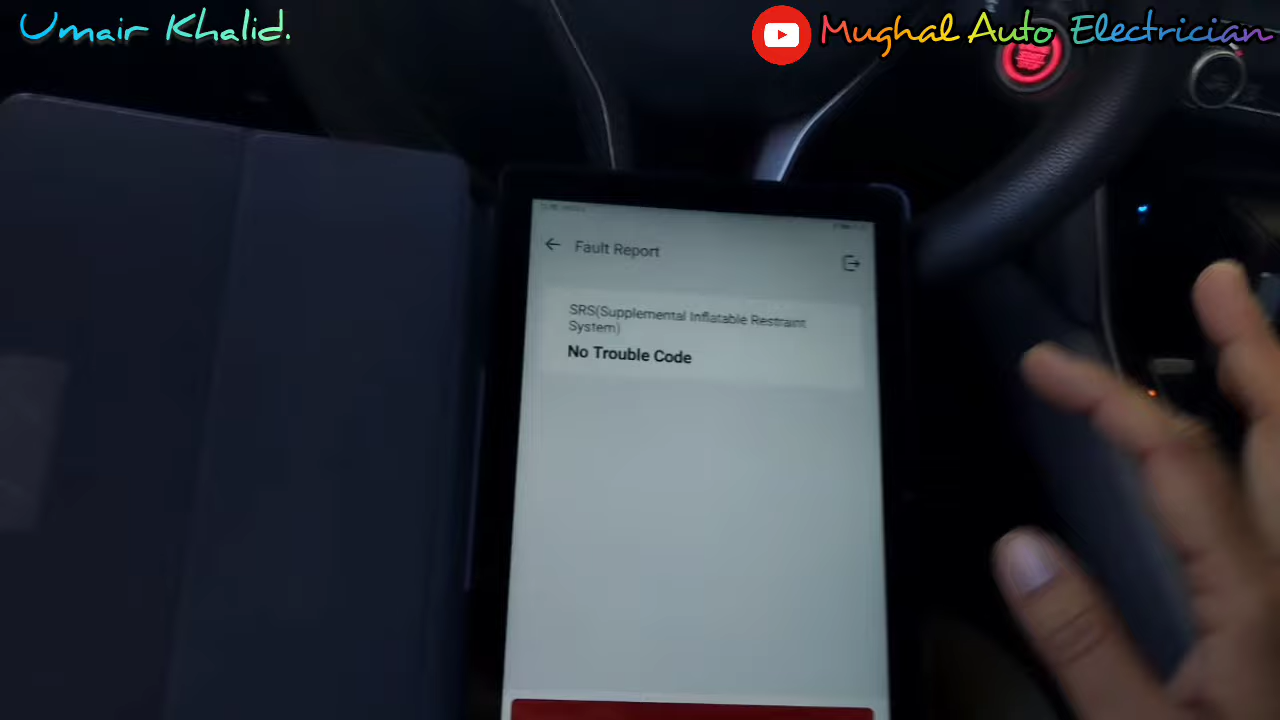 Umair Khalid.
Mughal Auto Electrician
Fault Report
SRS(Supplemental Inflatable Restraint
System)
No Trouble Code